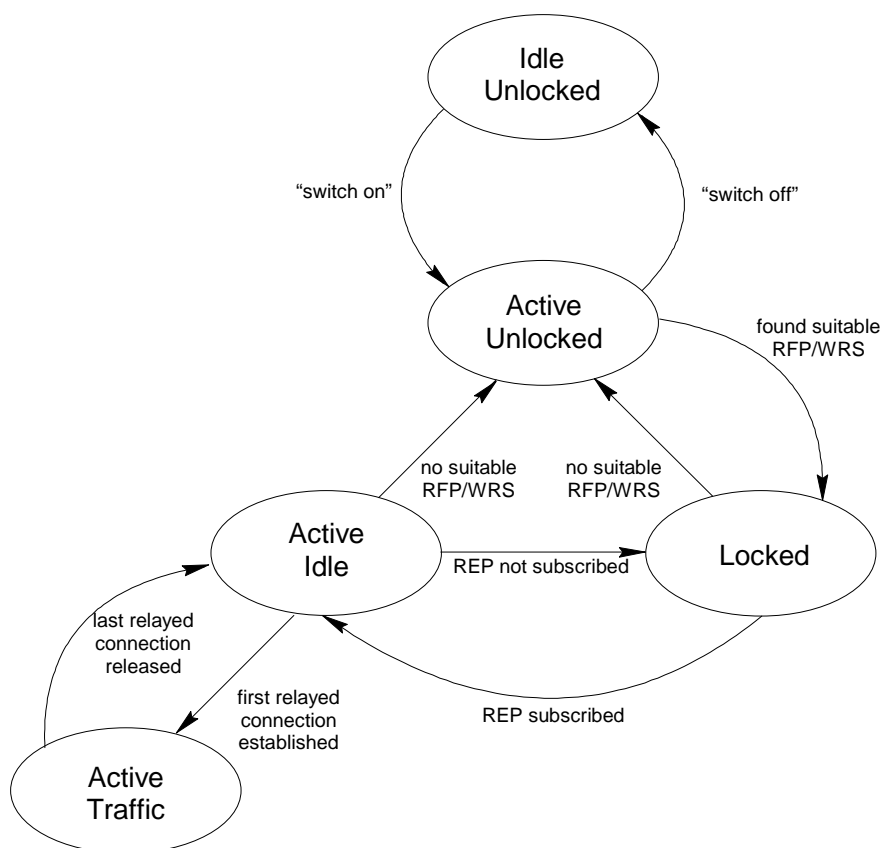 Idle
Unlocked
“switch on”
“switch off”
Active
Unlocked
found suitable
RFP/WRS
no suitable
RFP/WRS
no suitable
RFP/WRS
Active
Idle
REP not subscribed
Locked
last relayed
connection
released
first relayed
connection
established
REP subscribed
Active
Traffic